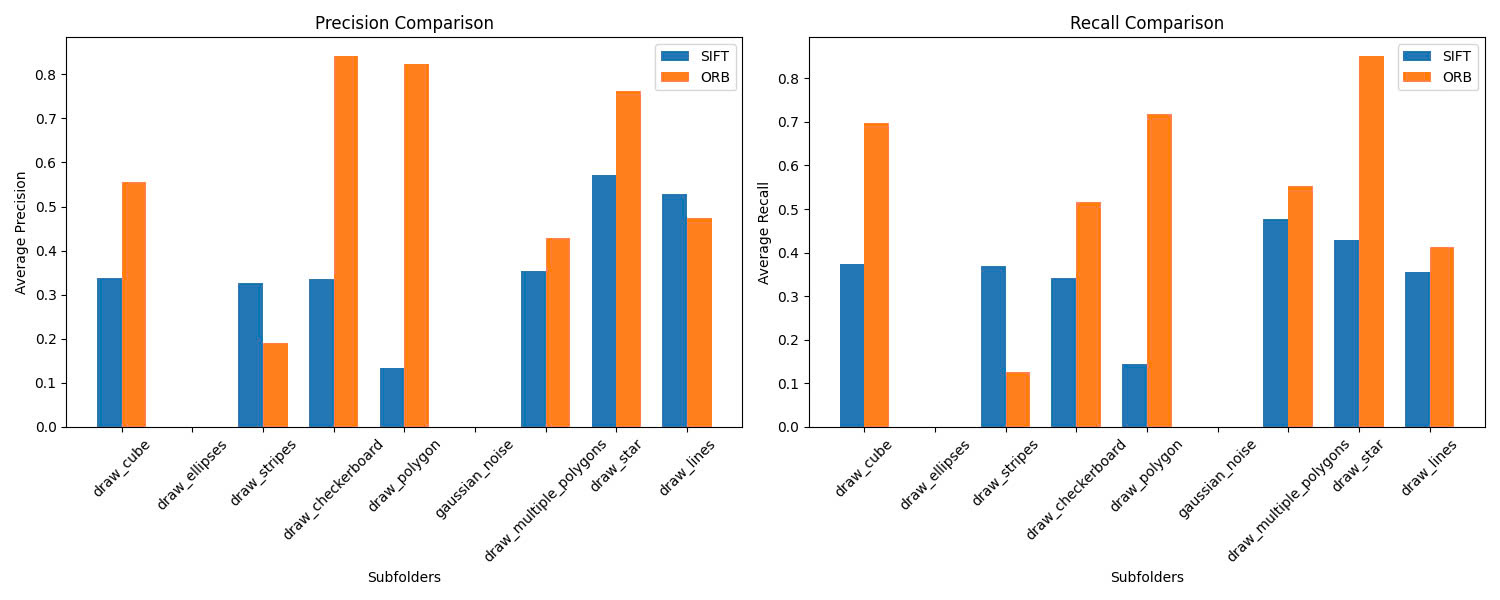 Precision Comparison
SIFT
ORB
0.8
0.7
0.6
0.5
0.4
0.3
0.2
0.1
0.0
Average Precision
draw_cube
draw_ellipses
draw_stripes
draw_checkerboard
draw_polygon
gaussian_noise
draw_multiple_polygons
draw_star
draw_lines
Subfolders
Recall Comparison
SIFT
ORB
0.8
0.7
0.6
0.5
0.4
0.3
0.2
0.1
0.0
Average Recall
draw_cube
draw_ellipses
draw_stripes
draw_checkerboard
draw_polygon
gaussian_noise
draw_multiple_polygons
draw_star
draw_lines
Subfolders